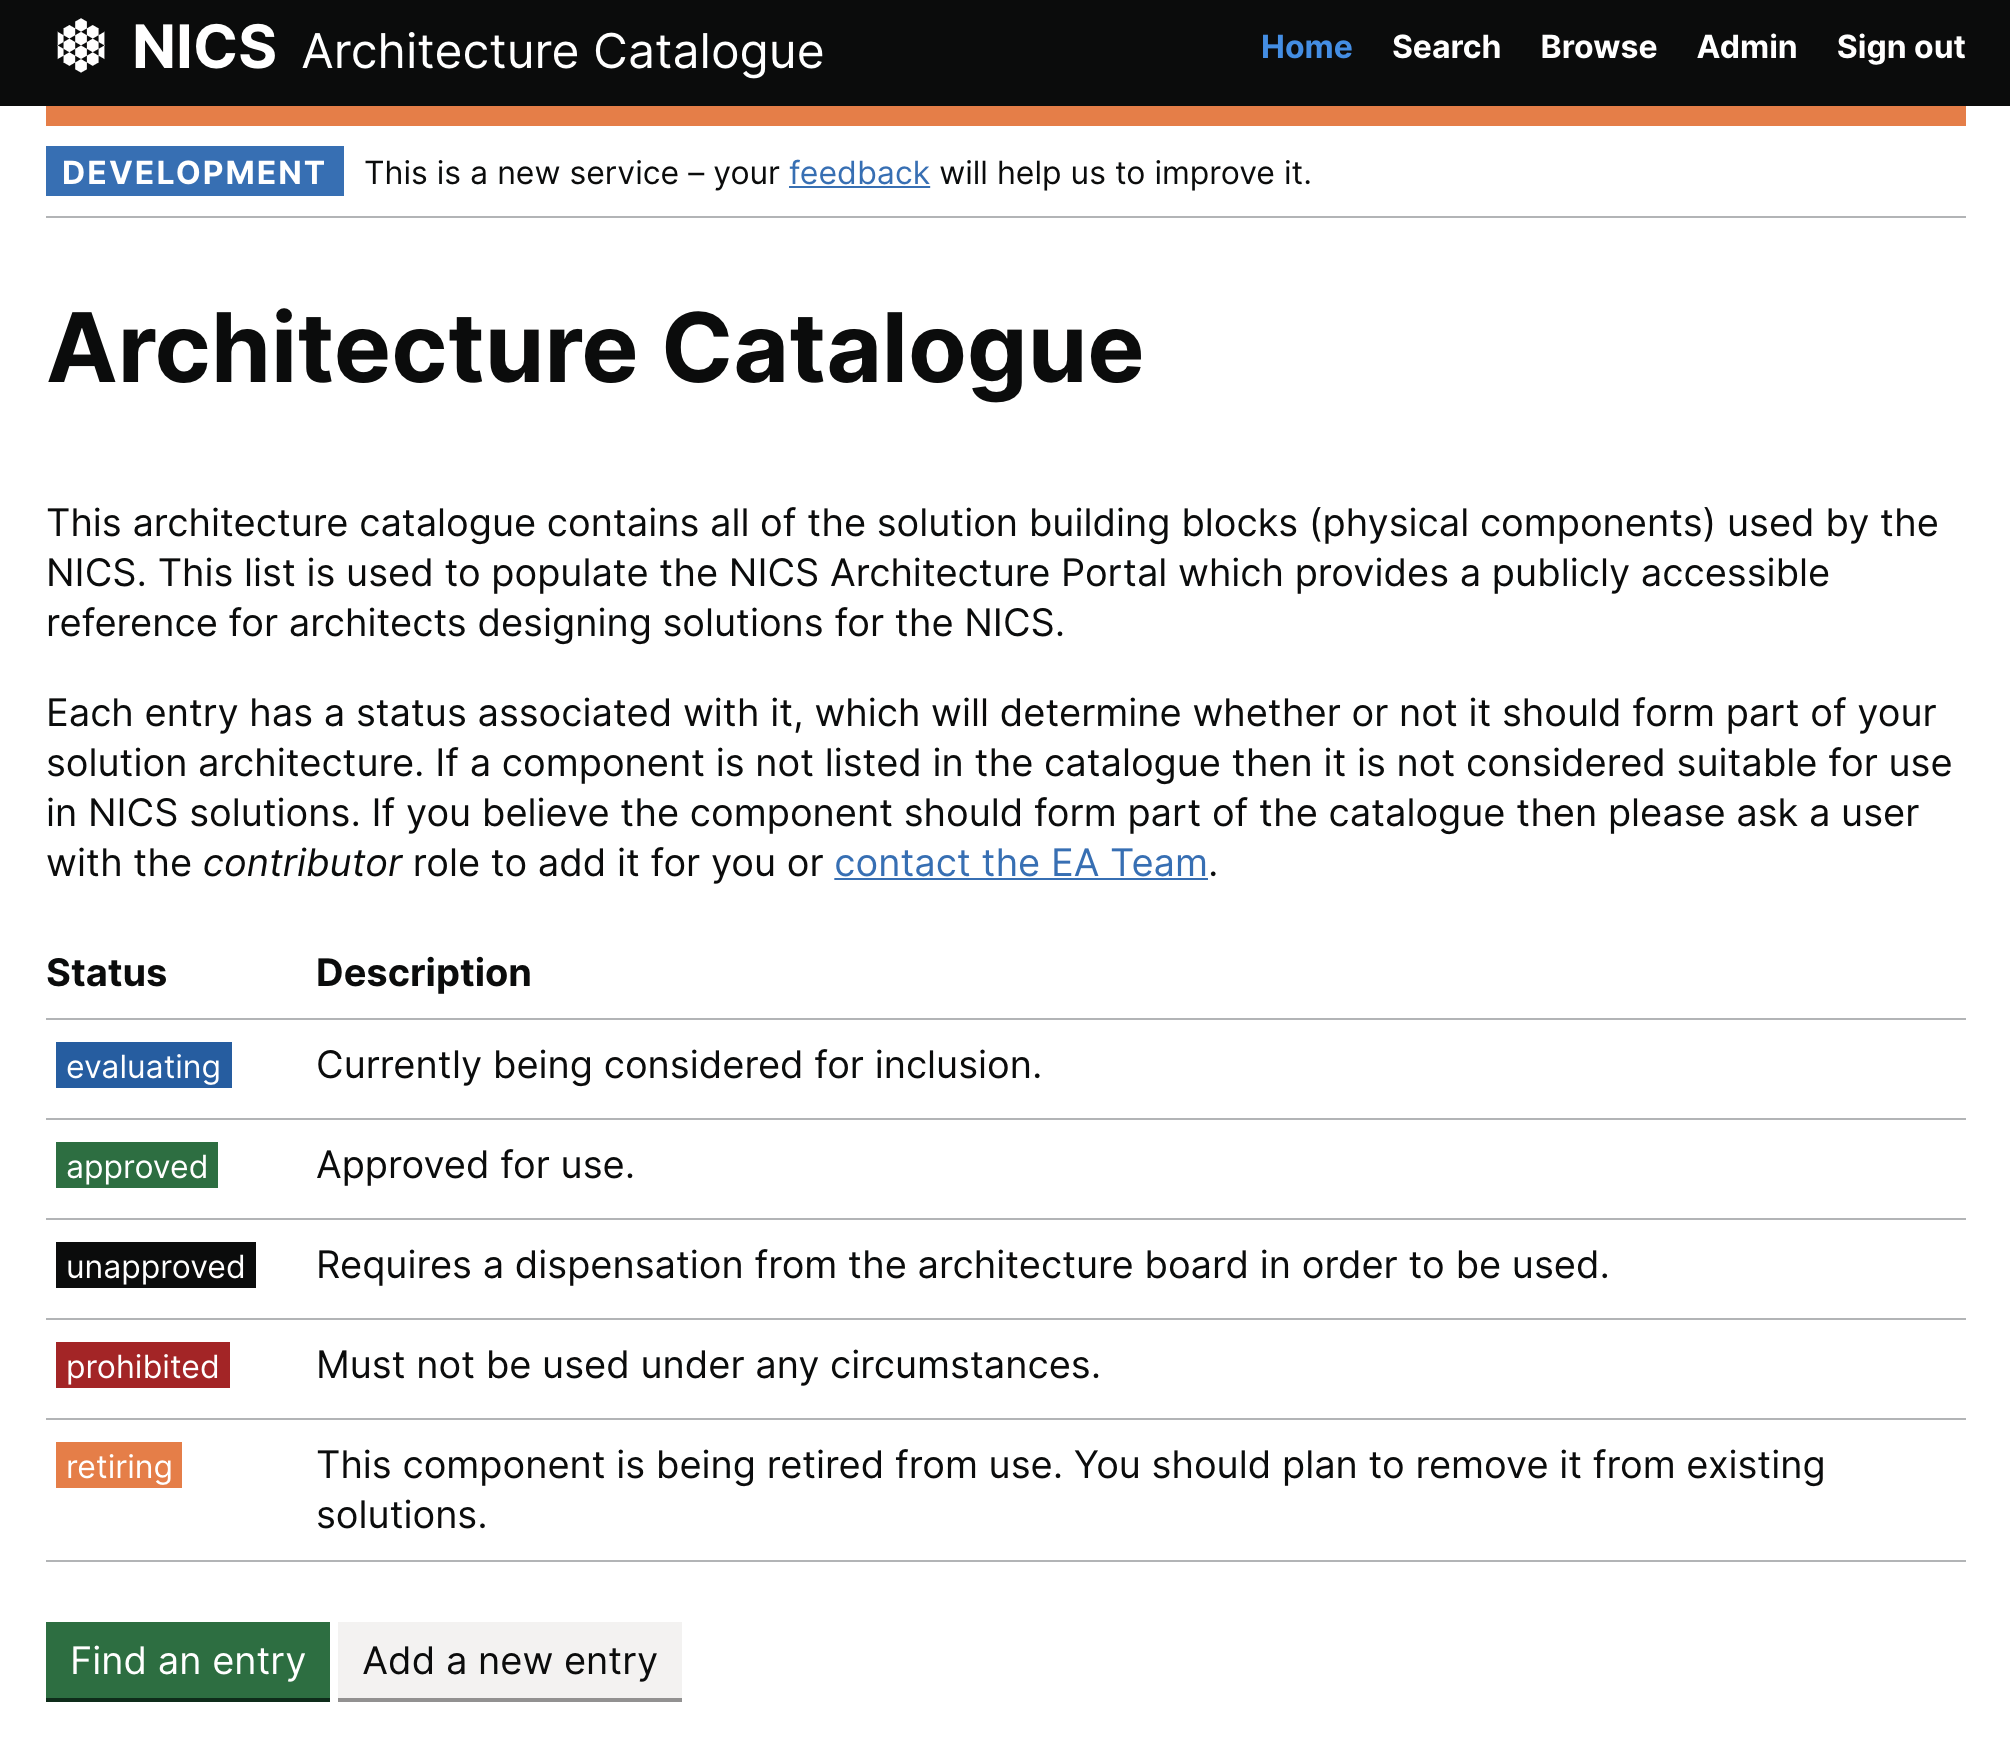 NICS Architecture Catalogue
Home Search Browse Admin Sign out
DEVELOPMENT This is a new service – your feedback will help us to improve it.
Architecture Catalogue
This architecture catalogue contains all of the solution building blocks (physical components) used by the
NICS. This list is used to populate the NICS Architecture Portal which provides a publicly accessible
reference for architects designing solutions for the NICS.
Each entry has a status associated with it, which will determine whether or not it should form part of your
solution architecture. If a component is not listed in the catalogue then it is not considered suitable for use
in NICS solutions. If you believe the component should form part of the catalogue then please ask a user
with the contributor role to add it for you or contact the EA Team.
Status Description
evaluating Currently being considered for inclusion.
approved Approved for use.
unapproved Requires a dispensation from the architecture board in order to be used.
prohibited Must not be used under any circumstances.
retiring This component is being retired from use. You should plan to remove it from existing
solutions.
Find an entry Add a new entry